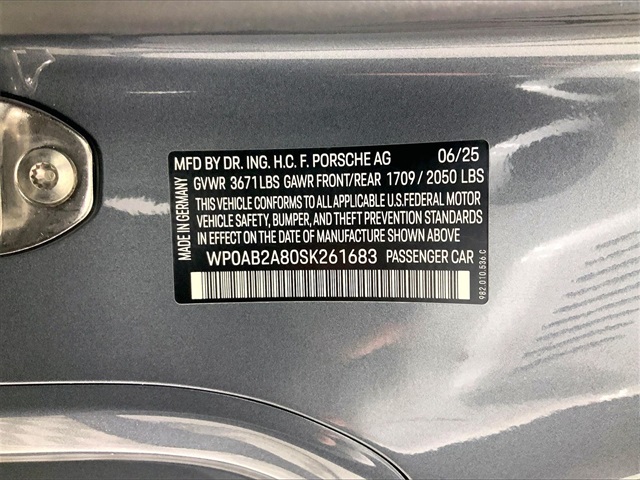 MFD BY DR. ING. H.C. F. PORSCHE AG 06/25
GVWR 3671LBS GAWR FRONT/REAR 1709/2050 LBS
THIS VEHICLE CONFORMS TO ALL APPLICABLE U.S.FEDERAL MOTOR
VEHICLE SAFETY, BUMPER, AND THEFT PREVENTION STANDARDS
IN EFFECT ON THE DATE OF MANUFACTURE SHOWN ABOVE
WP0AB2A80SK261683 PASSENGER CAR
MADE IN GERMANY
982.010.536 C